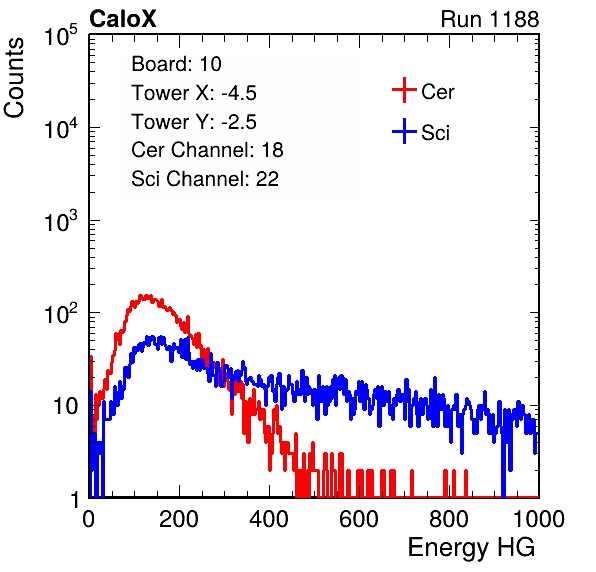 CaloX Run 1188
Board: 10
Tower X: -4.5
Tower Y: -2.5
Cer Channel: 18
Sci Channel: 22
Cer
Sci
Counts
10^5
10^4
10^3
10^2
10
1
0 200 400 600 800 1000
Energy HG